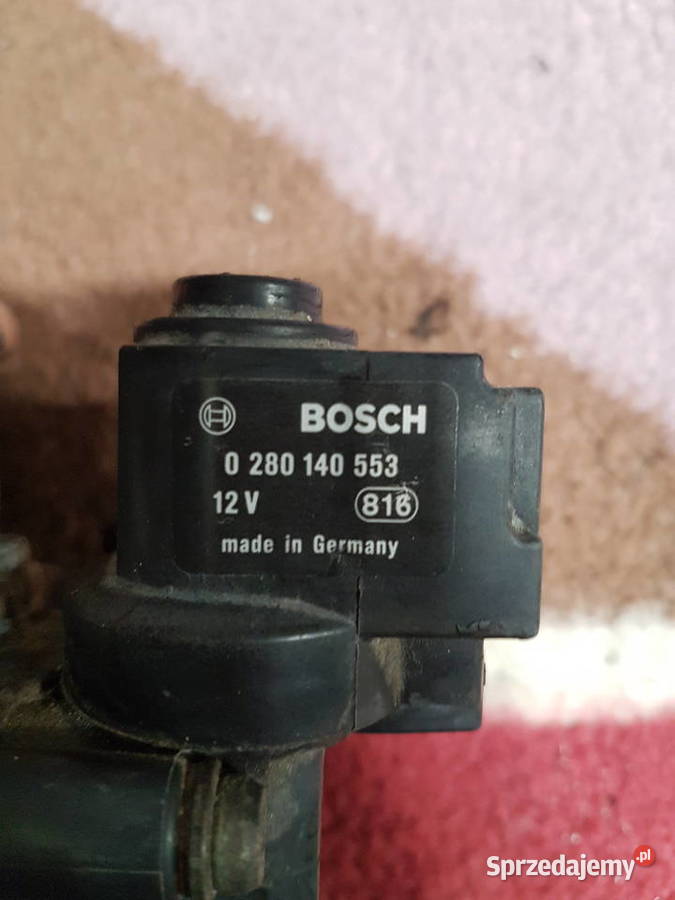 BOSCH
0 280 140 553
12 V 816
made in Germany
Sprzedajemy.pl